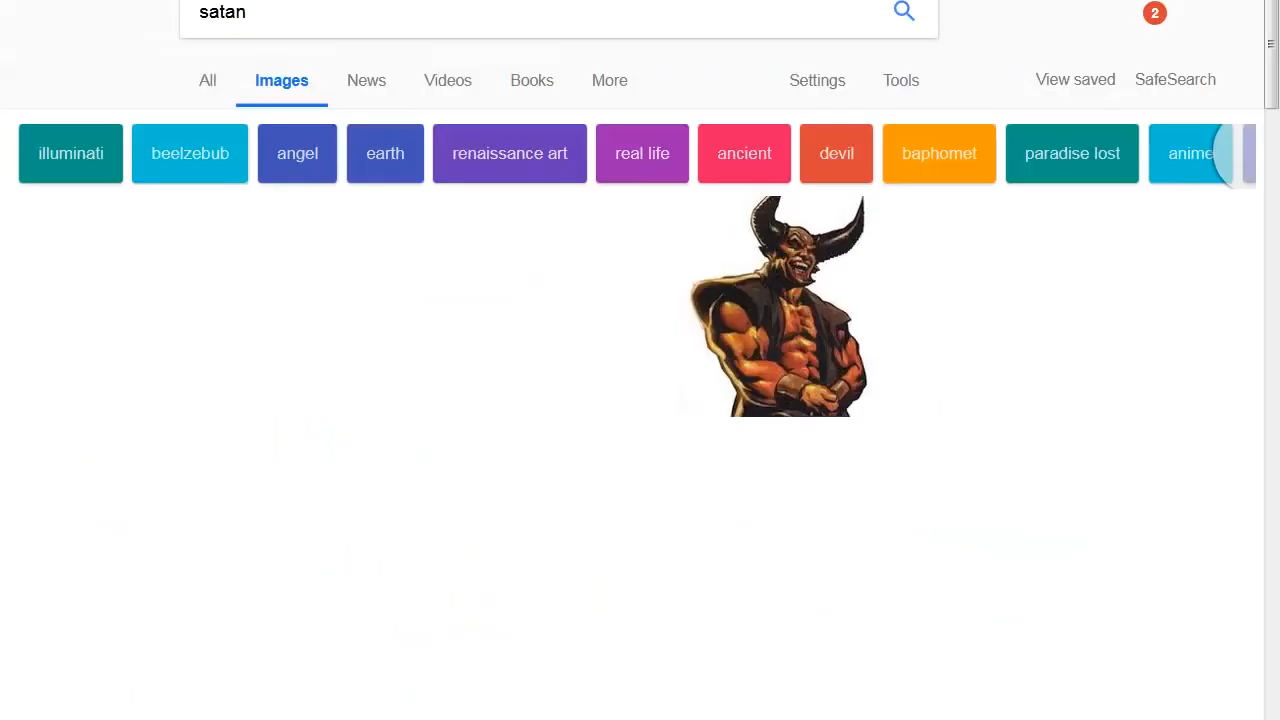 satan
2
All Images News Videos Books More Settings Tools View saved SafeSearch
illuminati beelzebub angel earth renaissance art real life ancient devil baphomet paradise lost anime